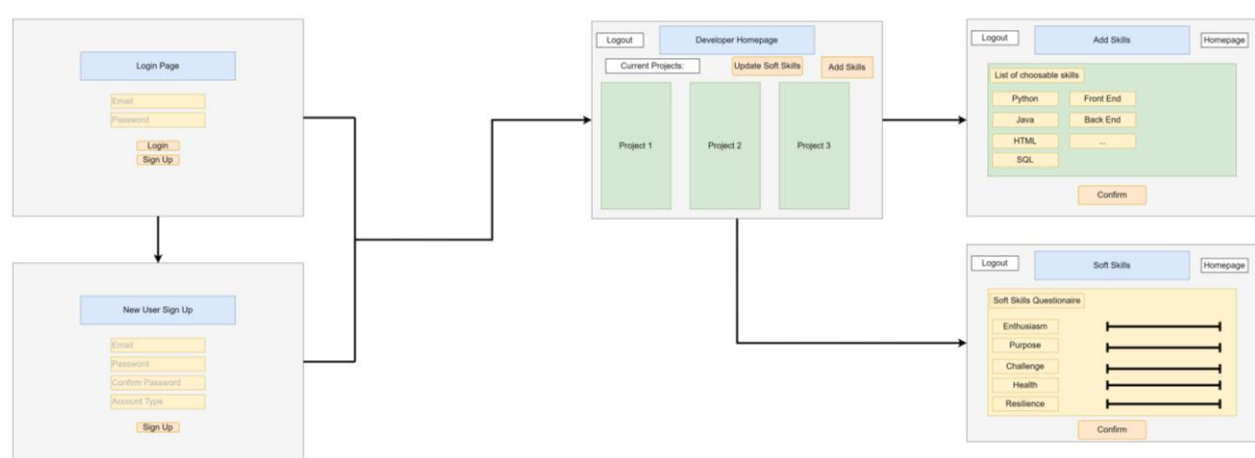 Login Page
Email
Password
Login
Sign Up
New User Sign Up
Email
Password
Confirm Password
Account Type
Sign Up
Logout
Developer Homepage
Current Projects:
Update Soft Skills
Add Skills
Project 1
Project 2
Project 3
Logout
Add Skills
Homepage
List of choosable skills
Python
Front End
Java
Back End
HTML
...
SQL
Confirm
Logout
Soft Skills
Homepage
Soft Skills Questionaire
Enthusiasm
Purpose
Challenge
Health
Resilience
Confirm